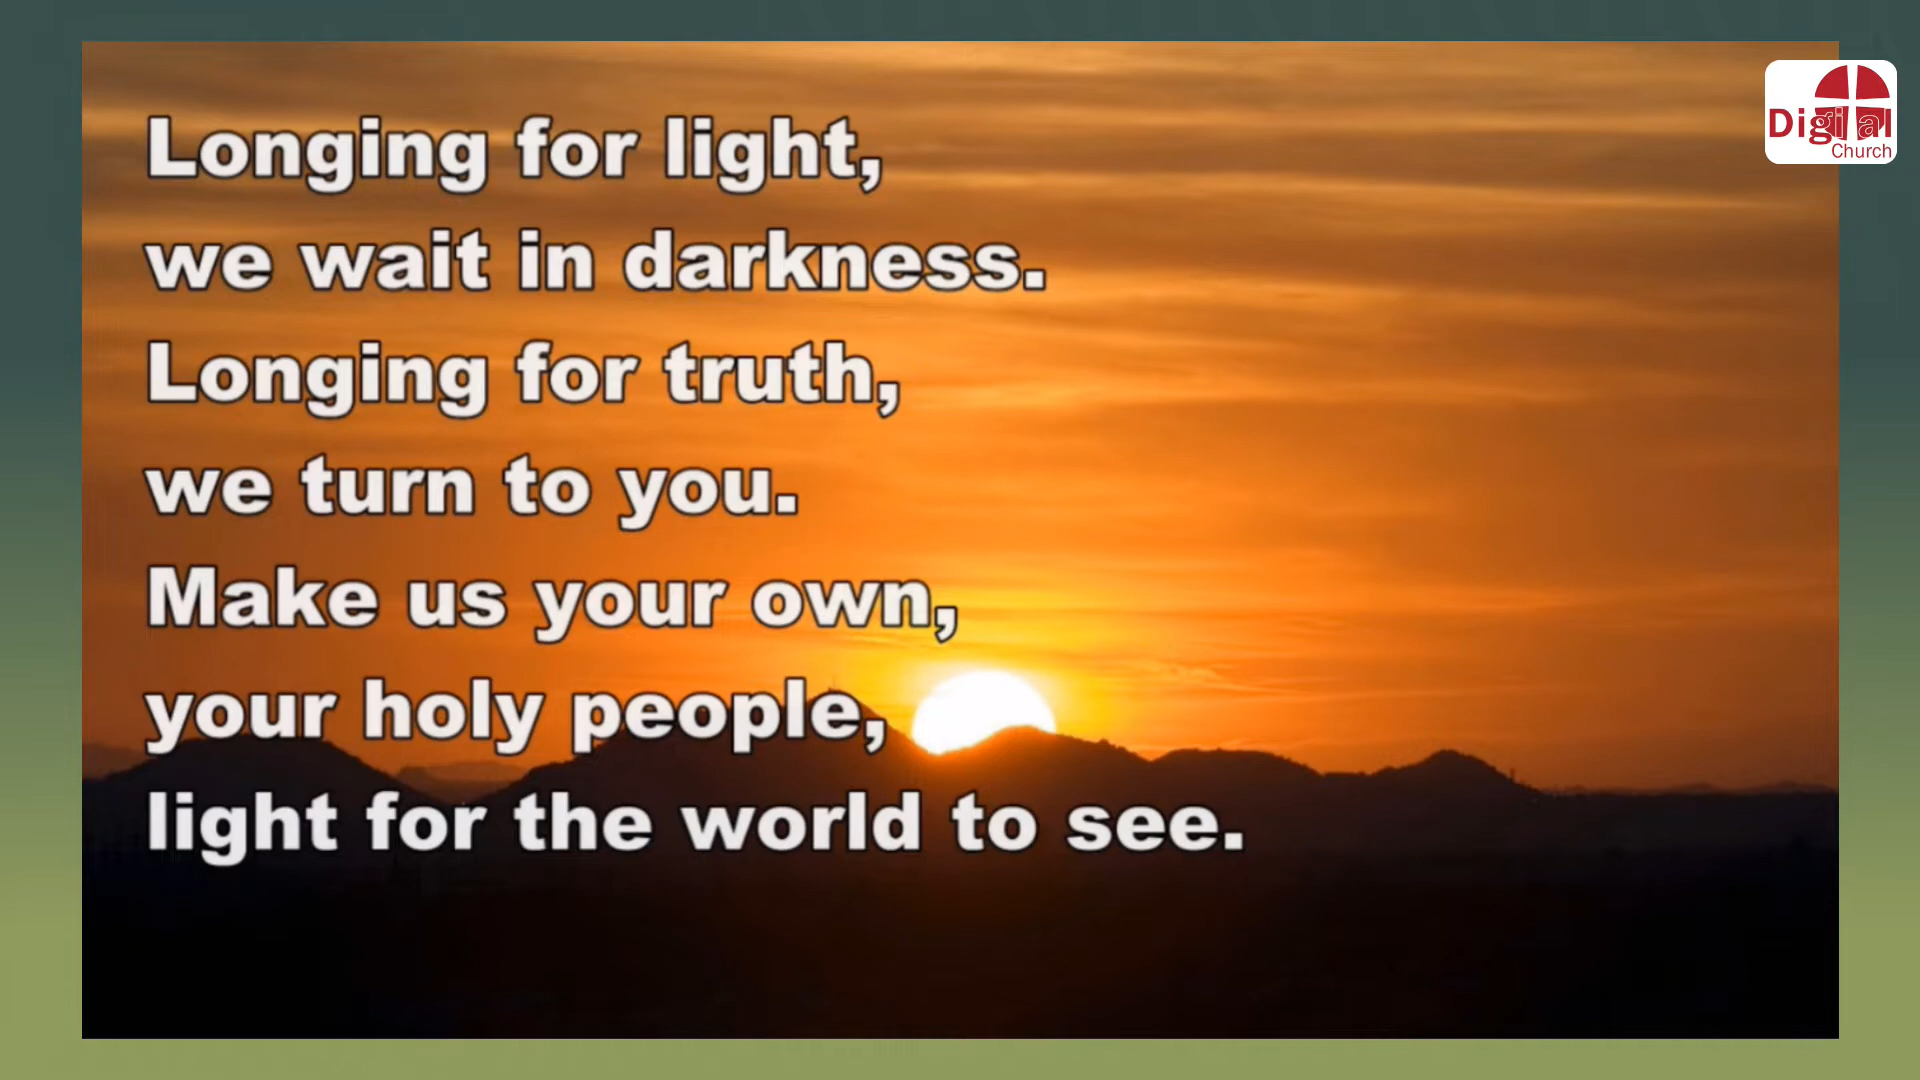 Longing for light,
we wait in darkness.
Longing for truth,
we turn to you.
Make us your own,
your holy people,
light for the world to see.
Digital
Church